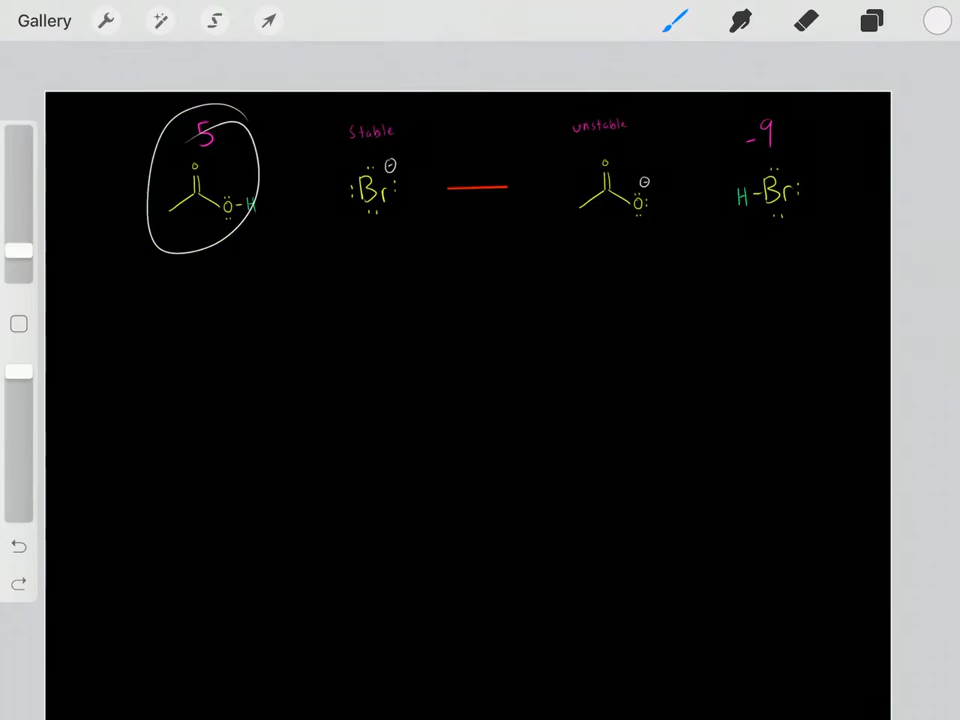 Gallery
5
Stable
unstable
-9
O
O-H
:Br: ⊖
O
O: ⊖
H-Br: